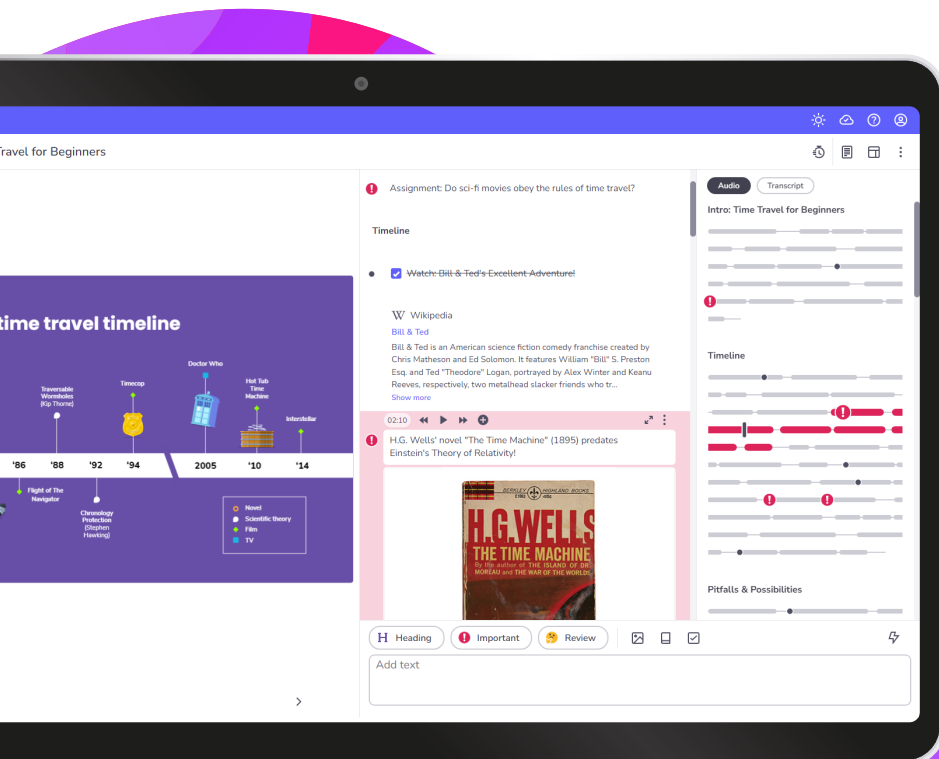 Travel for Beginners
time travel timeline
Doctor Who
Timecop
Hot Tub
Time
Machine
Traversable
Wormholes
(Kip Thorne)
Interstellar
'86
'88
'92
'94
2005
'10
'14
Flight of The
Navigator
Chronology
Protection
(Stephen
Hawking)
Novel
Scientific theory
Film
TV
Assignment: Do sci-fi movies obey the rules of time travel?
Timeline
Watch: Bill & Ted's Excellent Adventure!
W Wikipedia
Bill & Ted
Bill & Ted is an American science fiction comedy franchise created by
Chris Matheson and Ed Solomon. It features William "Bill" S. Preston
Esq. and Ted "Theodore" Logan, portrayed by Alex Winter and Keanu
Reeves, respectively, two metalhead slacker friends who tr...
Show more
02:10
H.G. Wells' novel "The Time Machine" (1895) predates
Einstein's Theory of Relativity!
BERKLEY HIGHLAND BOOKS
H.G.WELLS
THE TIME MACHINE
By the author of THE ISLAND OF DR.
MOREAU and THE WAR OF THE WORLDS
Audio
Transcript
Intro: Time Travel for Beginners
Timeline
Pitfalls & Possibilities
H Heading
Important
Review
Add text